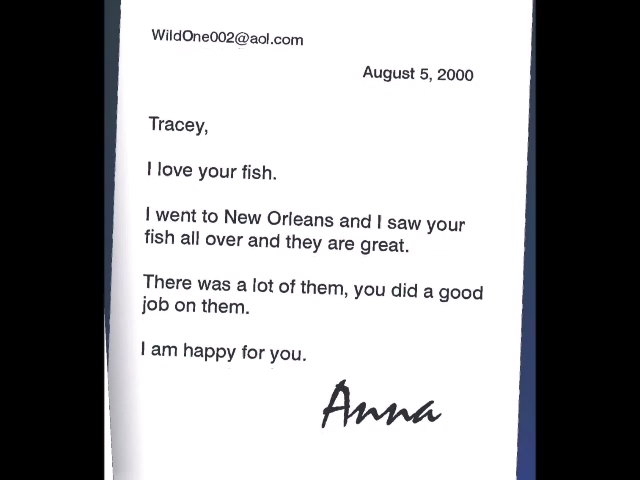 WildOne002@aol.com
August 5, 2000
Tracey,
I love your fish.
I went to New Orleans and I saw your
fish all over and they are great.
There was a lot of them, you did a good
job on them.
I am happy for you.
Anna